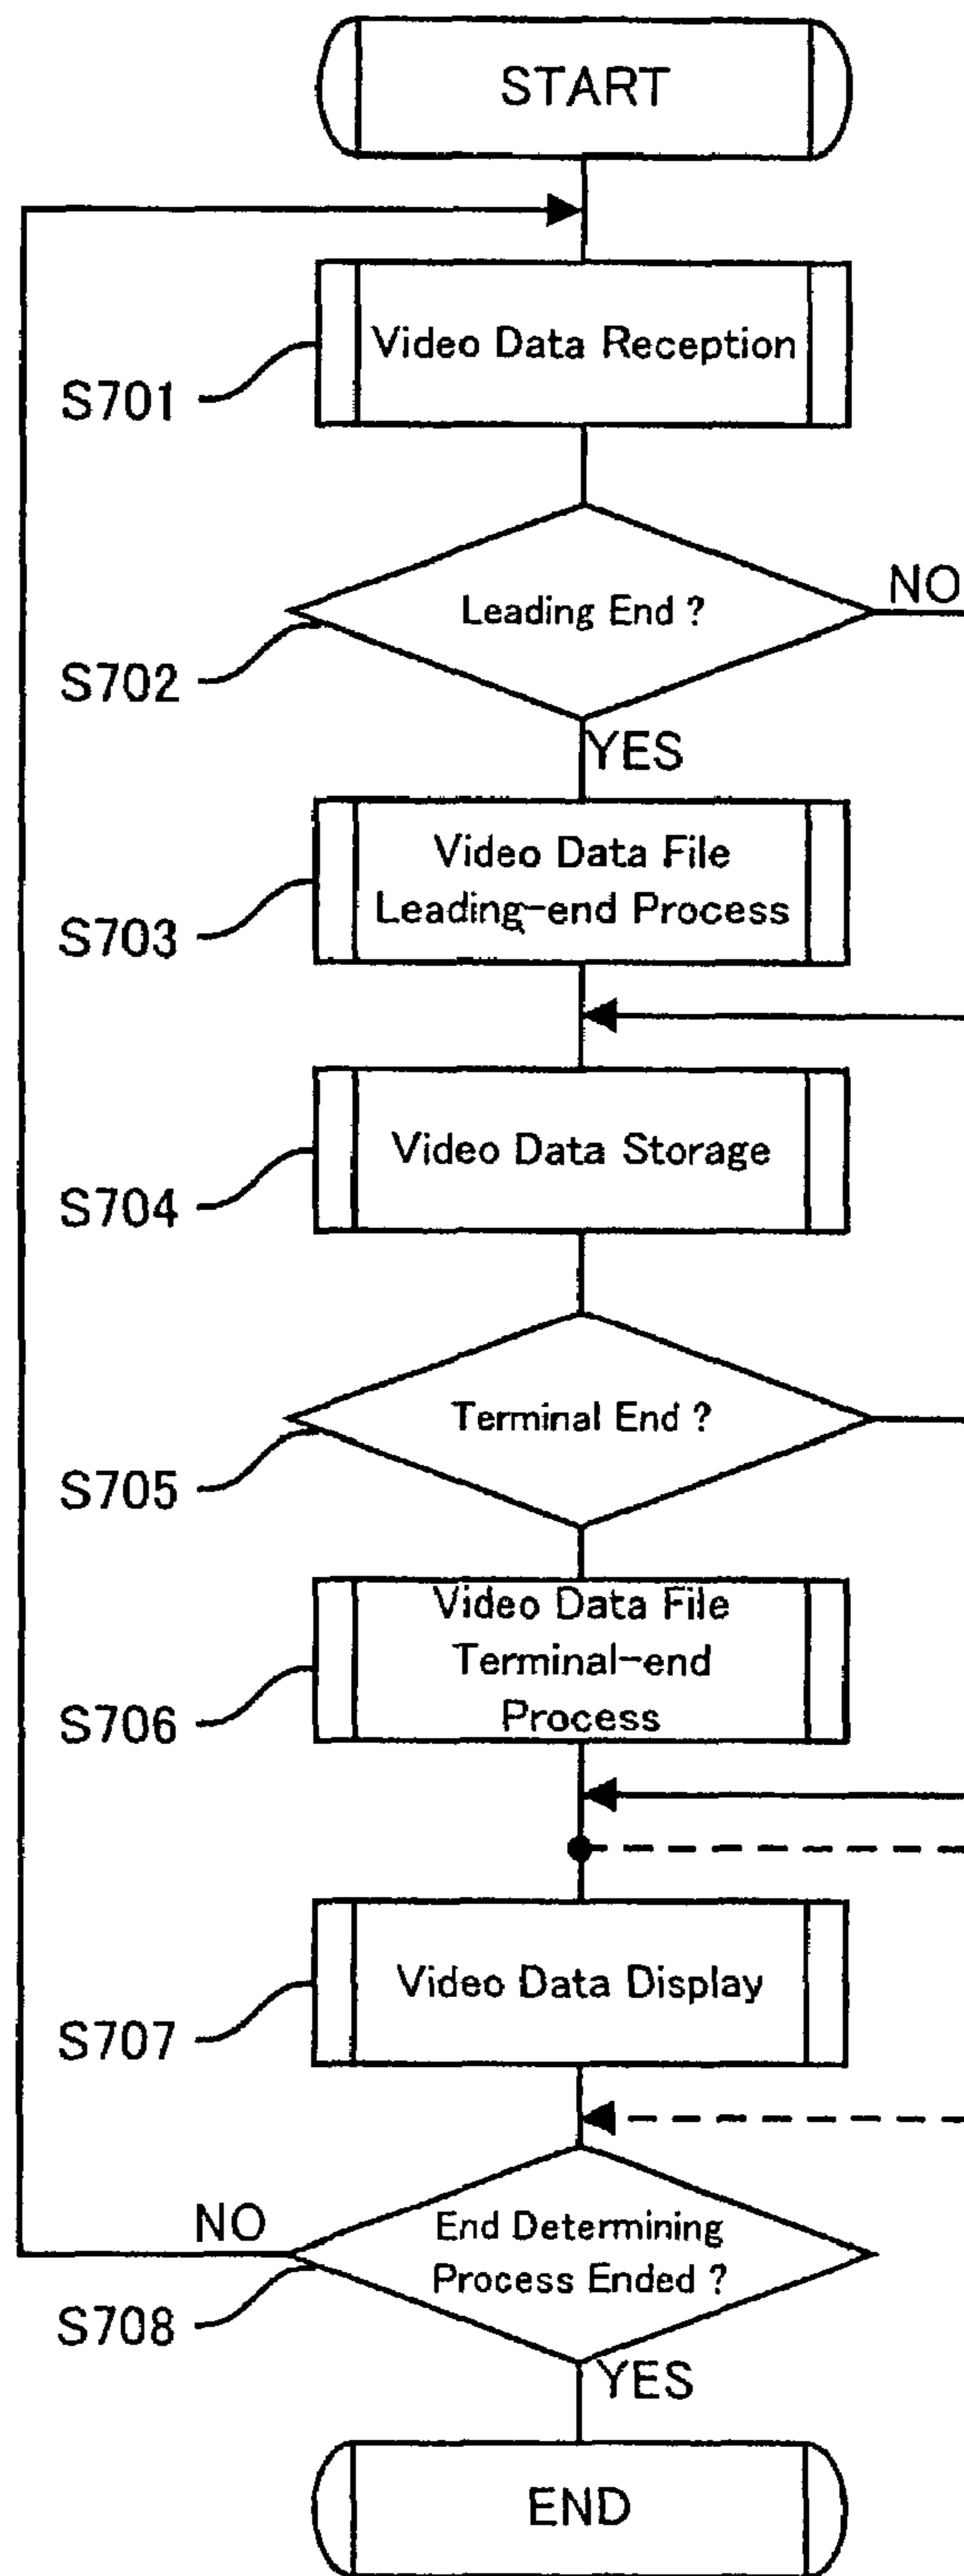 START
Video Data Reception
S701
NO
Leading End ?
S702
YES
Video Data File
Leading-end Process
S703
Video Data Storage
S704
Terminal End ?
S705
Video Data File
Terminal-end
Process
S706
Video Data Display
S707
NO
End Determining
Process Ended ?
S708
YES
END